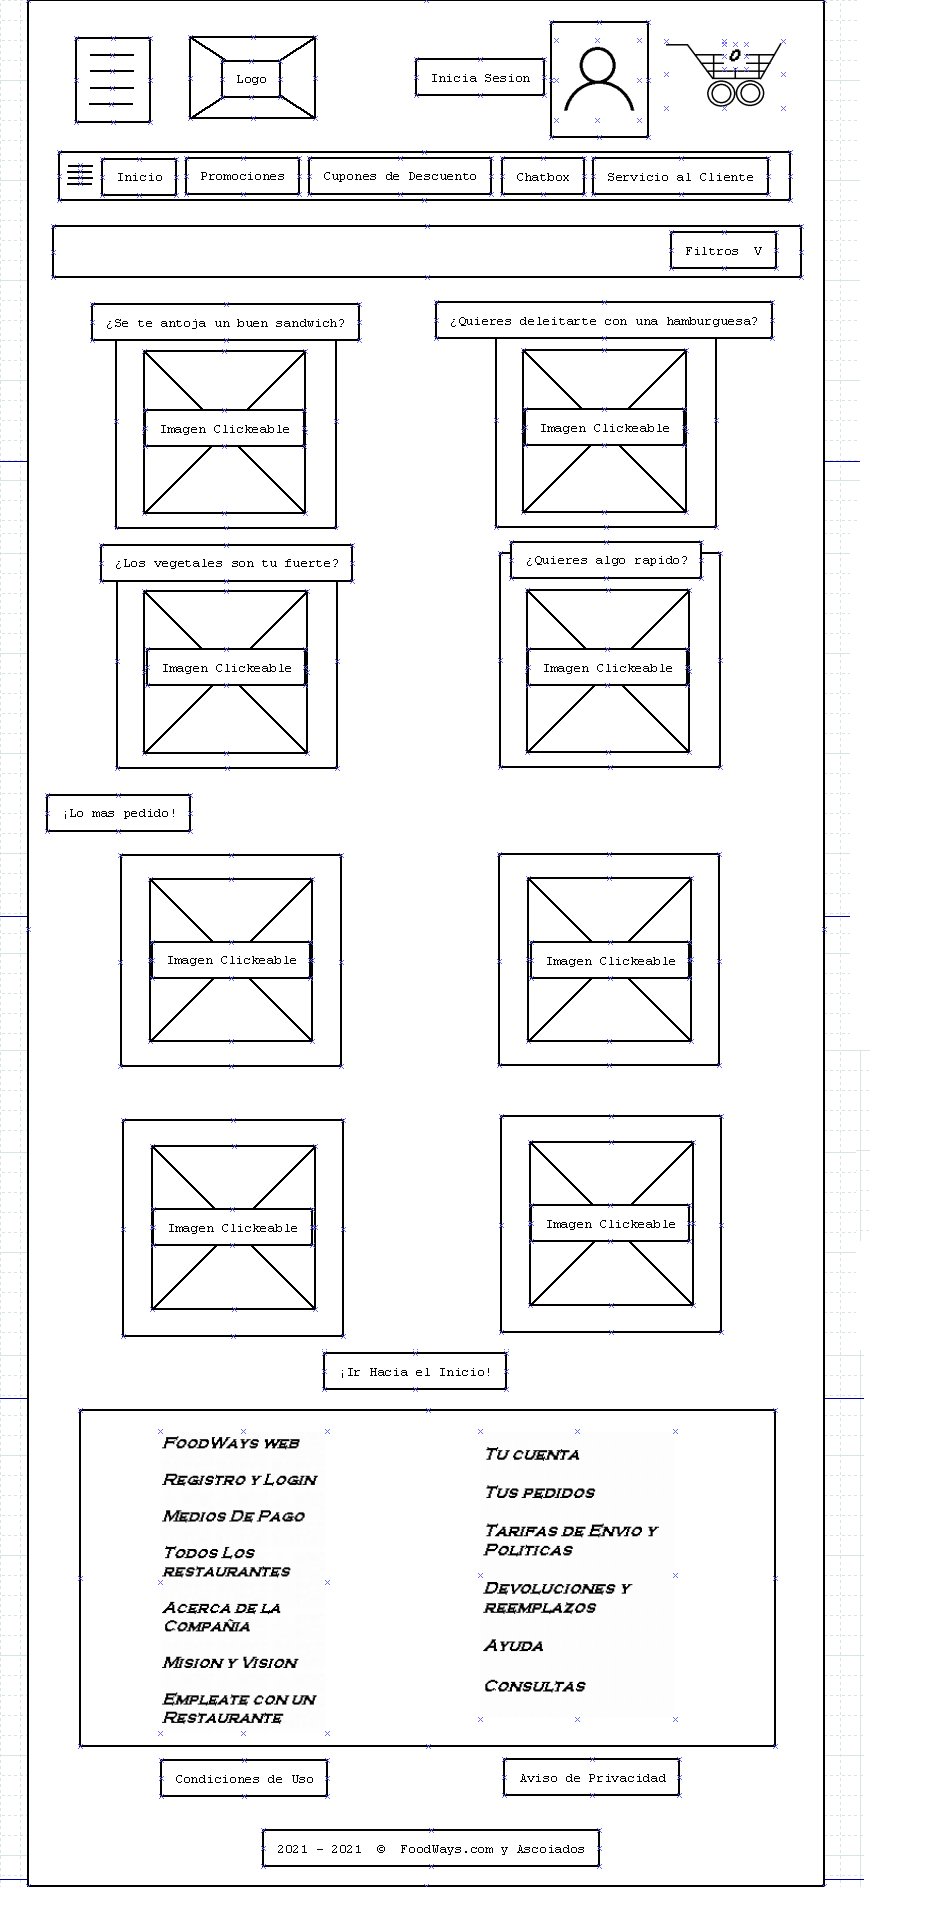 Logo
Inicia Sesion
0
Inicio
Promociones
Cupones de Descuento
Chatbox
Servicio al Cliente
Filtros V
¿Se te antoja un buen sandwich?
¿Quieres deleitarte con una hamburguesa?
Imagen Clickeable
Imagen Clickeable
¿Los vegetales son tu fuerte?
¿Quieres algo rapido?
Imagen Clickeable
Imagen Clickeable
¡Lo mas pedido!
Imagen Clickeable
Imagen Clickeable
Imagen Clickeable
Imagen Clickeable
¡Ir Hacia el Inicio!
FoodWays web
Registro y Login
Medios De Pago
Todos Los
restaurantes
Acerca de la
Compañia
Mision y Vision
Empleate con un
Restaurante
Tu cuenta
Tus pedidos
Tarifas de Envio y
Politicas
Devoluciones y
reemplazos
Ayuda
Consultas
Condiciones de Uso
Aviso de Privacidad
2021 - 2021 © FoodWays.com y Ascoiados